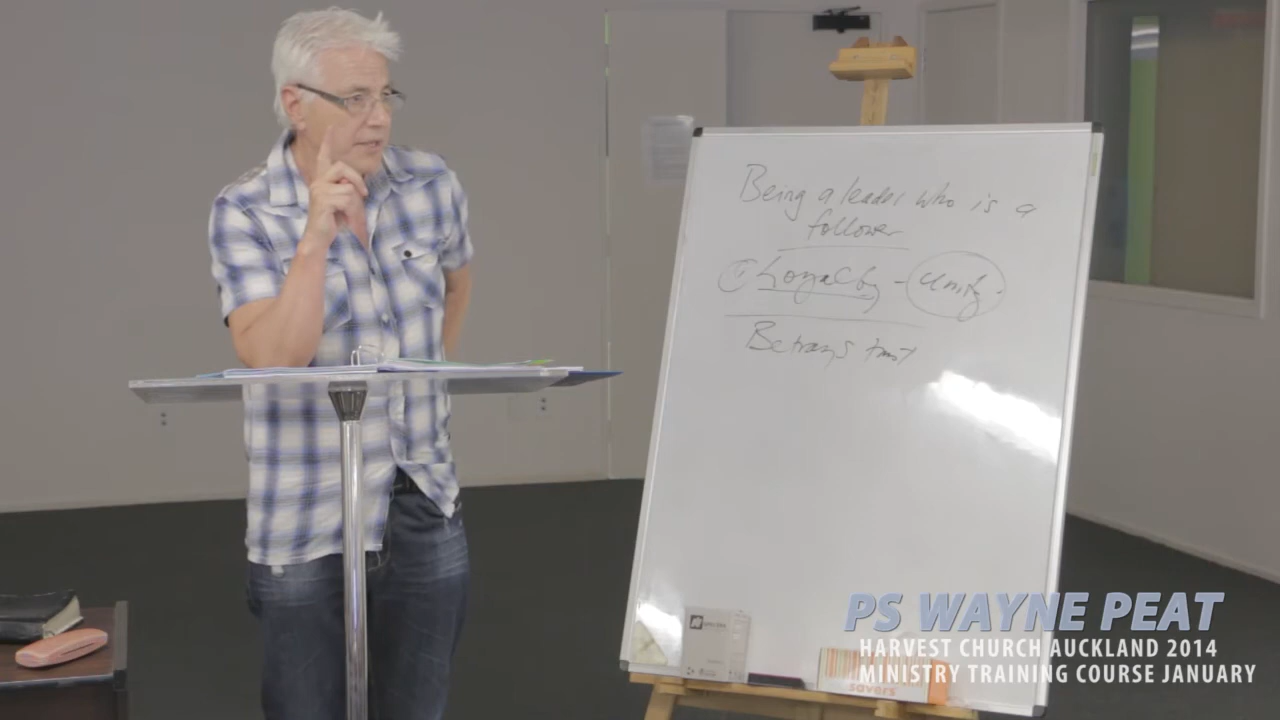 Being a leader who is a
follower
① Loyalty - Unity.
Betrays trust
savers
PS WAYNE PEAT
HARVEST CHURCH AUCKLAND 2014
MINISTRY TRAINING COURSE JANUARY